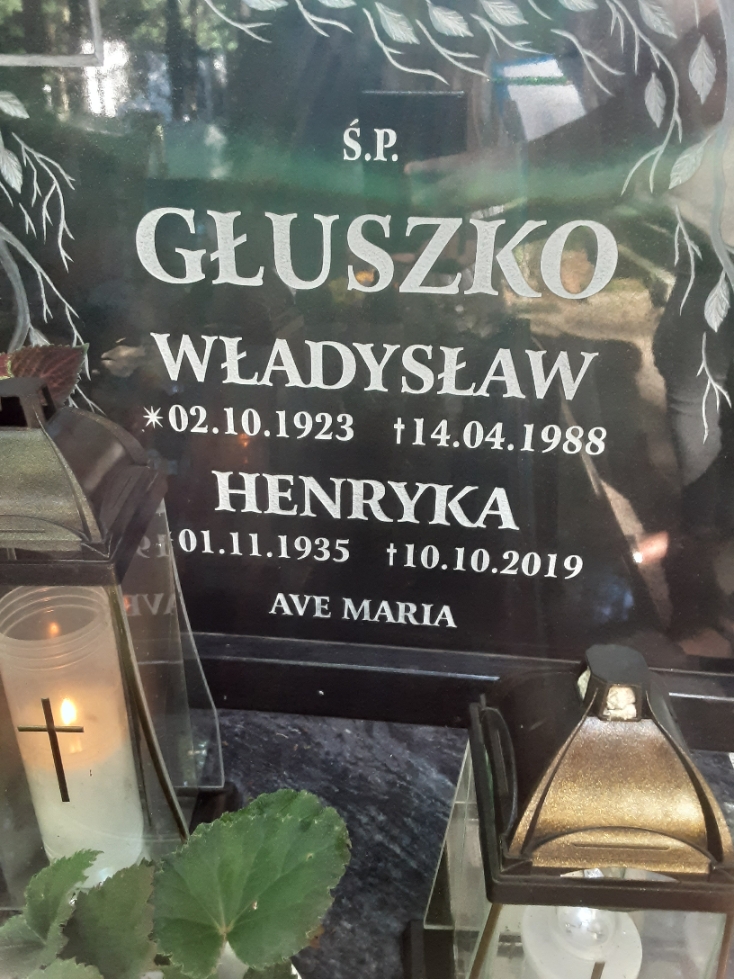 Ś.P.
GŁUSZKO
WŁADYSŁAW
✴02.10.1923 †14.04.1988
HENRYKA
✴01.11.1935 †10.10.2019
AVE MARIA